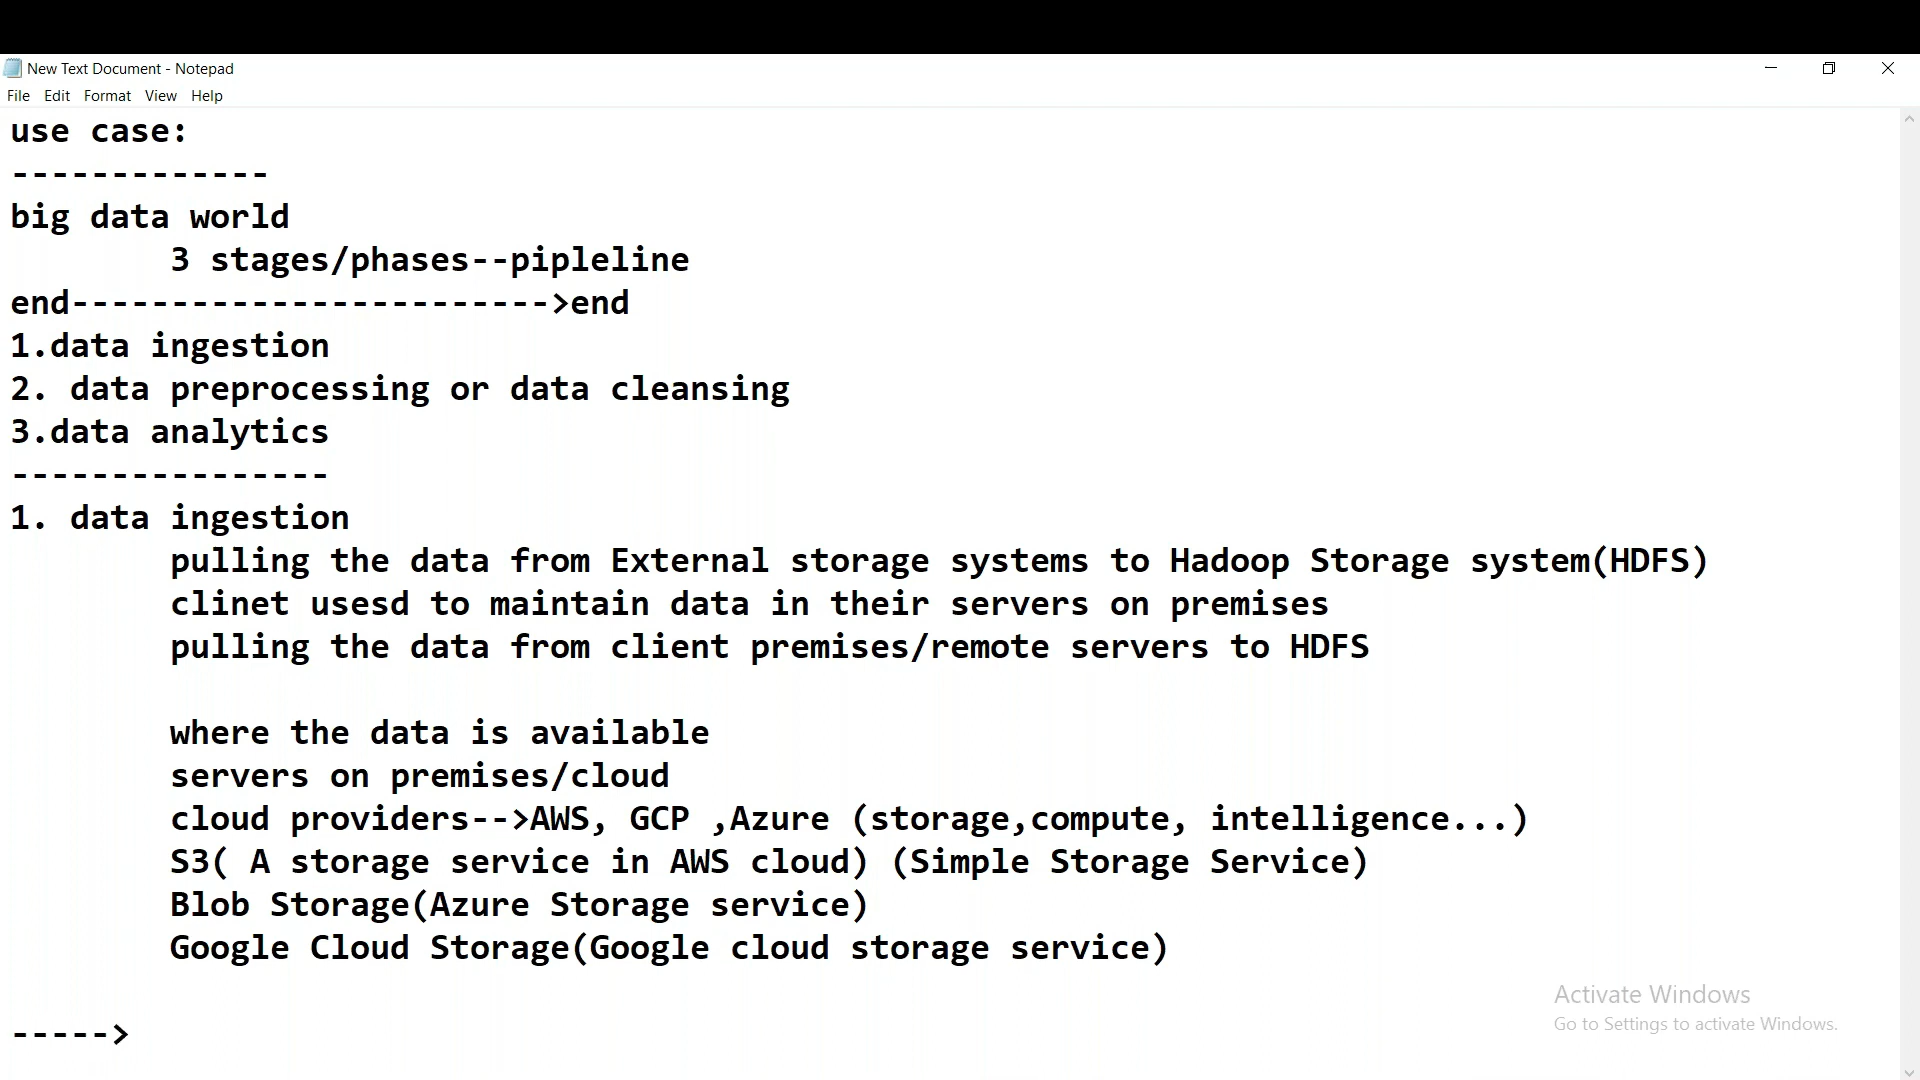 New Text Document - Notepad
File Edit Format View Help
use case:
-------------
big data world
3 stages/phases--pipleline
end------------------------>end
1.data ingestion
2. data preprocessing or data cleansing
3.data analytics
----------------
1. data ingestion
pulling the data from External storage systems to Hadoop Storage system(HDFS)
clinet usesd to maintain data in their servers on premises
pulling the data from client premises/remote servers to HDFS
where the data is available
servers on premises/cloud
cloud providers-->AWS, GCP ,Azure (storage,compute, intelligence...)
S3( A storage service in AWS cloud) (Simple Storage Service)
Blob Storage(Azure Storage service)
Google Cloud Storage(Google cloud storage service)
Activate Windows
Go to Settings to activate Windows.
----->